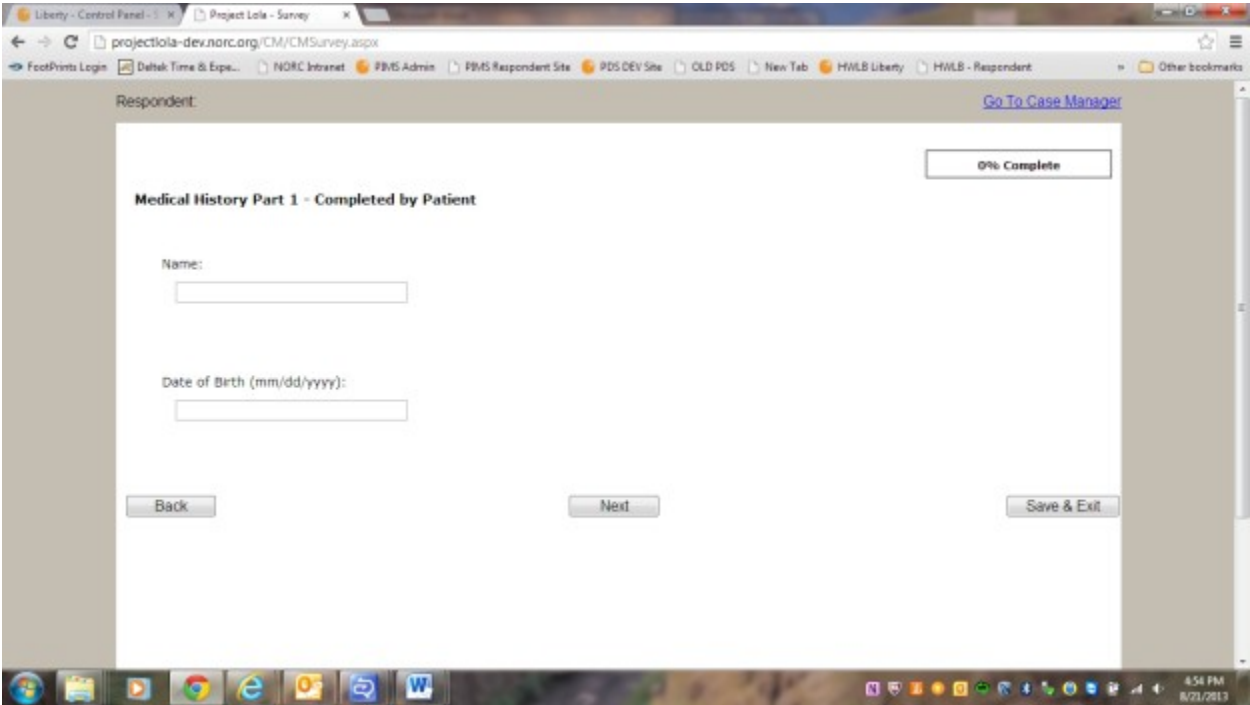 Liberty - Control Panel - S
Project Lola - Survey
projectlola-dev.norc.org/CM/CMSurvey.aspx
FootPrints Login Deltek Time & Expe... NORC Intranet PIMS Admin PIMS Respondent Site PDS DEV Site OLD PDS New Tab HWLB Liberty HWLB - Respondent » Other bookmarks
Respondent: Go To Case Manager
0% Complete
Medical History Part 1 - Completed by Patient
Name:
Date of Birth (mm/dd/yyyy):
Back Next Save & Exit
4:54 PM
8/21/2013